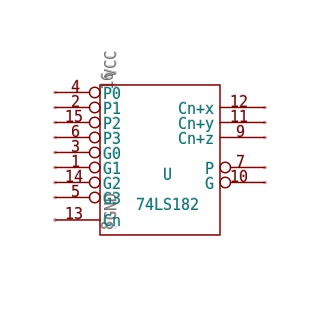 VCC
16
4 P0
2 P1 Cn+x 12
15 P2 Cn+y 11
6 P3 Cn+z 9
3 G0
1 G1 P 7
14 G2 G 10
5 G3
U
74LS182
13 Cn
GND
8